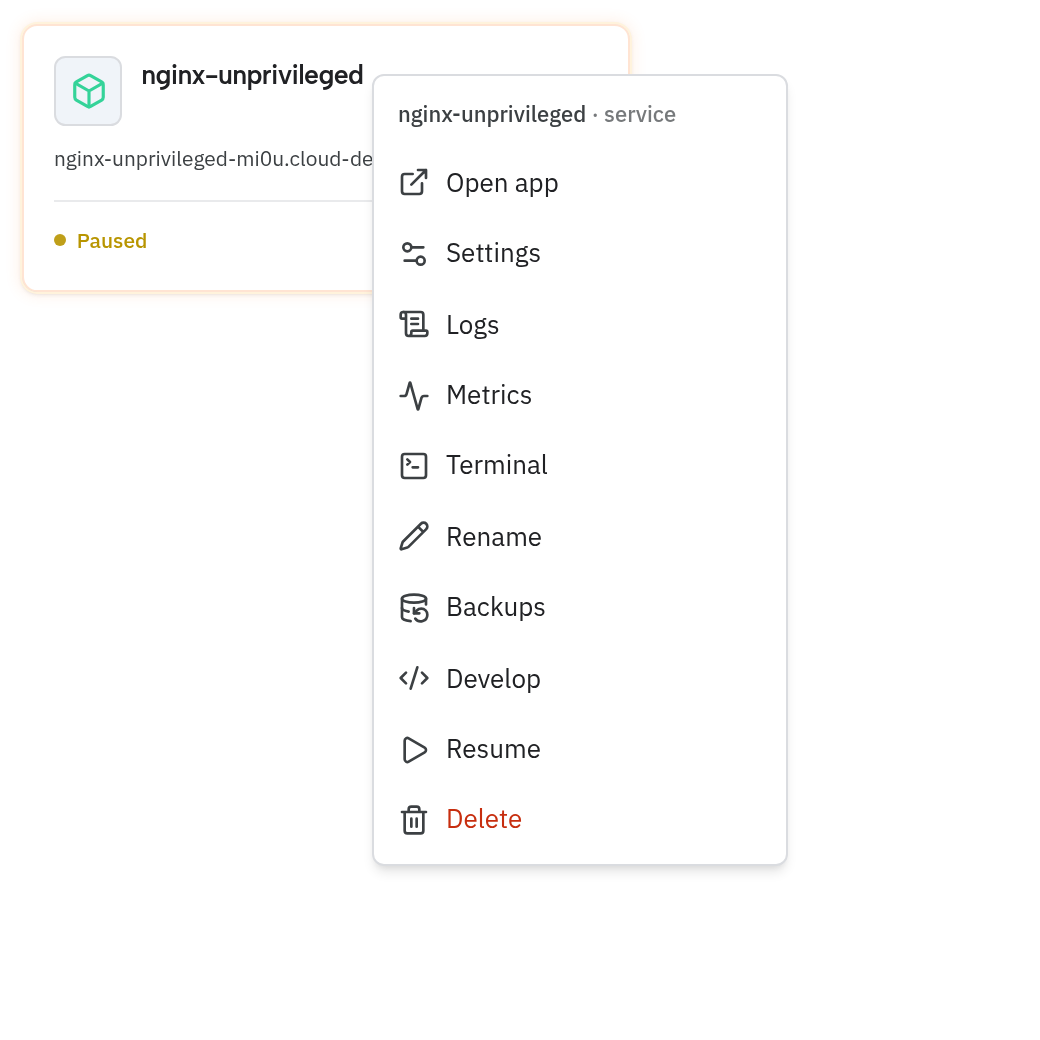 nginx-unprivileged
nginx-unprivileged-mi0u.cloud-de
Paused
nginx-unprivileged · service
Open app
Settings
Logs
Metrics
Terminal
Rename
Backups
Develop
Resume
Delete